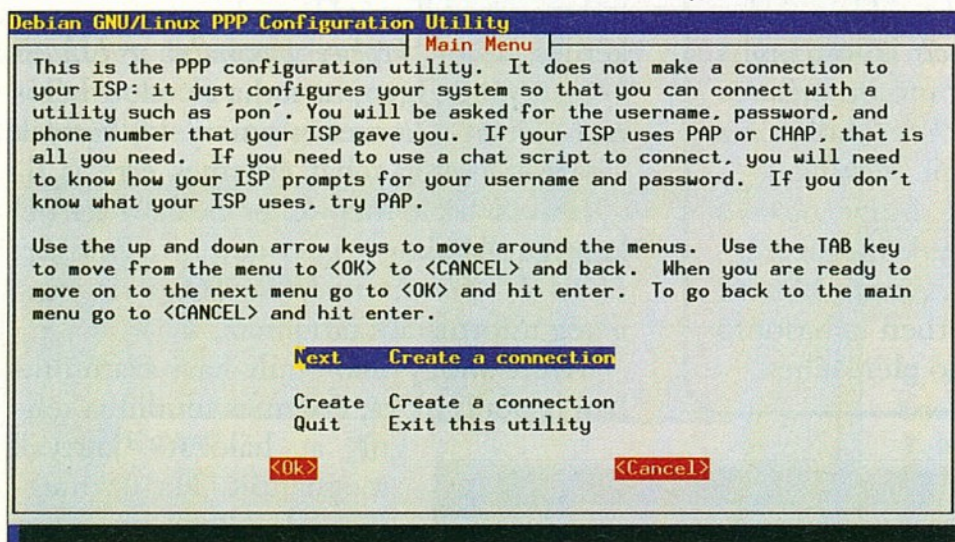 Debian GNU/Linux PPP Configuration Utility
Main Menu
This is the PPP configuration utility.  It does not make a connection to
your ISP: it just configures your system so that you can connect with a
utility such as ´pon´. You will be asked for the username, password, and
phone number that your ISP gave you.  If your ISP uses PAP or CHAP, that is
all you need.  If you need to use a chat script to connect, you will need
to know how your ISP prompts for your username and password.  If you don´t
know what your ISP uses, try PAP.
Use the up and down arrow keys to move around the menus.  Use the TAB key
to move from the menu to <OK> to <CANCEL> and back.  When you are ready to
move on to the next menu go to <OK> and hit enter.  To go back to the main
menu go to <CANCEL> and hit enter.
Next    Create a connection
Create  Create a connection
Quit    Exit this utility
<Ok> <Cancel>